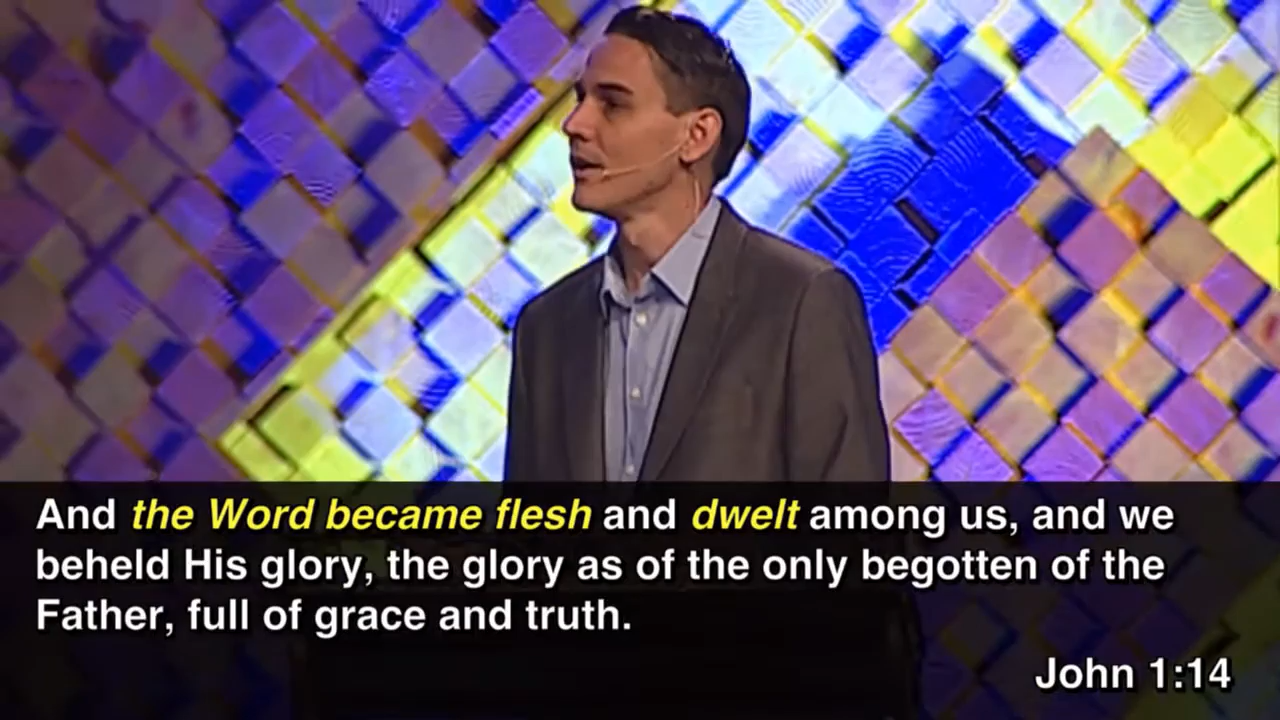 And the Word became flesh and dwelt among us, and we
beheld His glory, the glory as of the only begotten of the
Father, full of grace and truth.
John 1:14